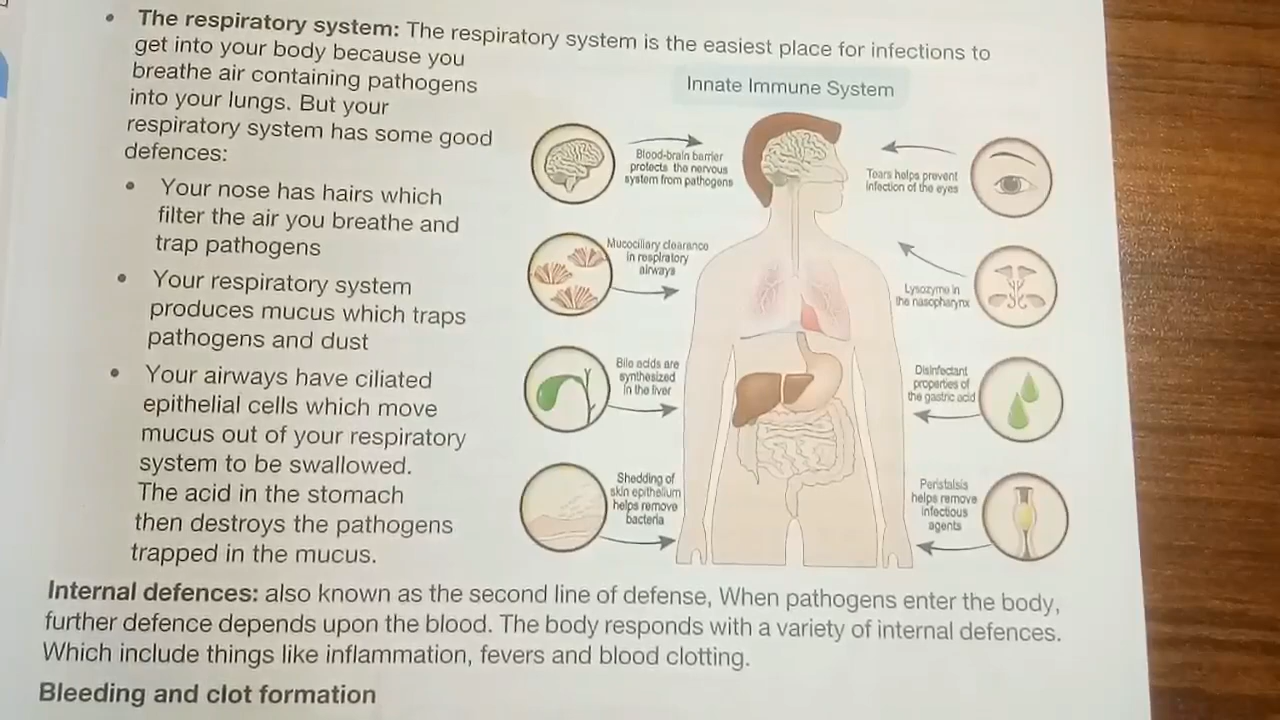 • The respiratory system: The respiratory system is the easiest place for infections to
get into your body because you
breathe air containing pathogens
into your lungs. But your
respiratory system has some good
defences:
• Your nose has hairs which
filter the air you breathe and
trap pathogens
• Your respiratory system
produces mucus which traps
pathogens and dust
• Your airways have ciliated
epithelial cells which move
mucus out of your respiratory
system to be swallowed.
The acid in the stomach
then destroys the pathogens
trapped in the mucus.
Innate Immune System
Blood-brain barrier
protects the nervous
system from pathogens
Tears helps prevent
infection of the eyes
Mucociliary clearance
in respiratory
airways
Lysozyme in
the nasopharynx
Bile acids are
synthesized
in the liver
Disinfectant
properties of
the gastric acid
Shedding of
skin epithelium
helps remove
bacteria
Peristalsis
helps remove
infectious
agents
Internal defences: also known as the second line of defense, When pathogens enter the body,
further defence depends upon the blood. The body responds with a variety of internal defences.
Which include things like inflammation, fevers and blood clotting.
Bleeding and clot formation